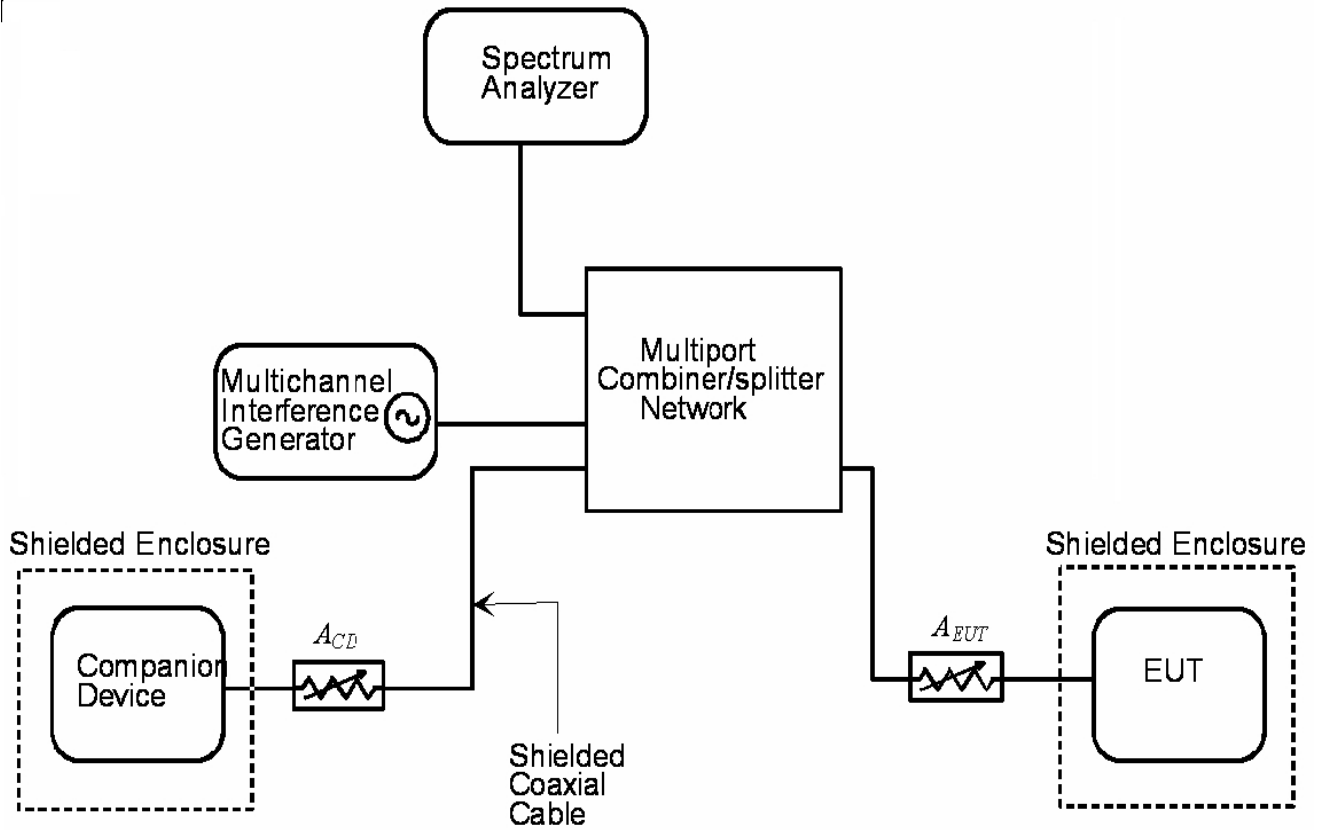 Spectrum
Analyzer
Multiport
Combiner/splitter
Network
Multichannel
Interference
Generator
Shielded Enclosure
Shielded Enclosure
A_CD
A_EUT
Companion
Device
EUT
Shielded
Coaxial
Cable